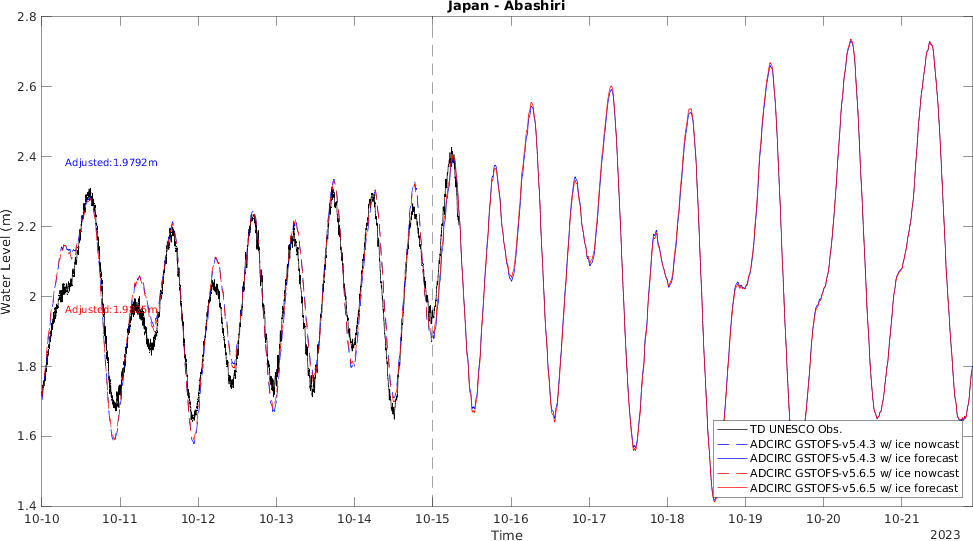 Japan - Abashiri
Water Level (m)
2.8
2.6
2.4
2.2
2
1.8
1.6
1.4
Adjusted:1.9792m
TD UNESCO Obs.
ADCIRC GSTOFS-v5.4.3 w/ ice nowcast
ADCIRC GSTOFS-v5.4.3 w/ ice forecast
ADCIRC GSTOFS-v5.6.5 w/ ice nowcast
ADCIRC GSTOFS-v5.6.5 w/ ice forecast
10-10 10-11 10-12 10-13 10-14 10-15 10-16 10-17 10-18 10-19 10-20 10-21
Time
2023